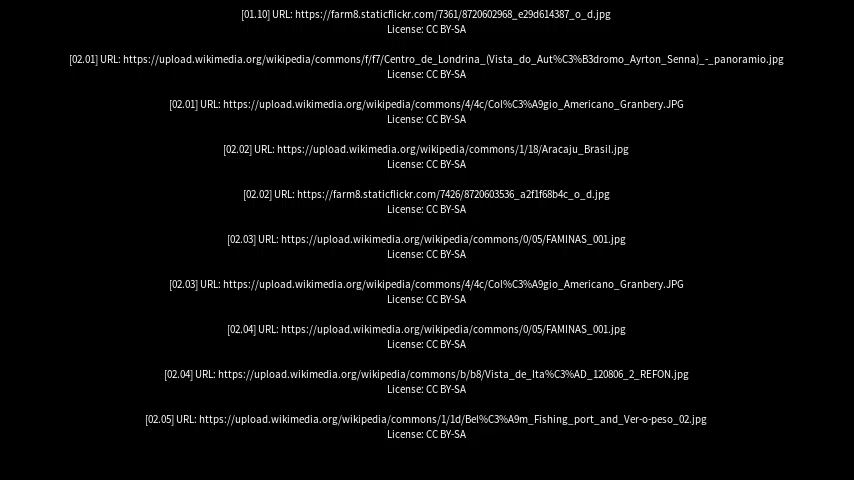 [01.10] URL: https://farm8.staticflickr.com/7361/8720602968_e29d614387_o_d.jpg
License: CC BY-SA
[02.01] URL: https://upload.wikimedia.org/wikipedia/commons/f/f7/Centro_de_Londrina_(Vista_do_Aut%C3%B3dromo_Ayrton_Senna)_-_panoramio.jpg
License: CC BY-SA
[02.01] URL: https://upload.wikimedia.org/wikipedia/commons/4/4c/Col%C3%A9gio_Americano_Granbery.JPG
License: CC BY-SA
[02.02] URL: https://upload.wikimedia.org/wikipedia/commons/1/18/Aracaju_Brasil.jpg
License: CC BY-SA
[02.02] URL: https://farm8.staticflickr.com/7426/8720603536_a2f1f68b4c_o_d.jpg
License: CC BY-SA
[02.03] URL: https://upload.wikimedia.org/wikipedia/commons/0/05/FAMINAS_001.jpg
License: CC BY-SA
[02.03] URL: https://upload.wikimedia.org/wikipedia/commons/4/4c/Col%C3%A9gio_Americano_Granbery.JPG
License: CC BY-SA
[02.04] URL: https://upload.wikimedia.org/wikipedia/commons/0/05/FAMINAS_001.jpg
License: CC BY-SA
[02.04] URL: https://upload.wikimedia.org/wikipedia/commons/b/b8/Vista_de_Ita%C3%AD_120806_2_REFON.jpg
License: CC BY-SA
[02.05] URL: https://upload.wikimedia.org/wikipedia/commons/1/1d/Bel%C3%A9m_Fishing_port_and_Ver-o-peso_02.jpg
License: CC BY-SA